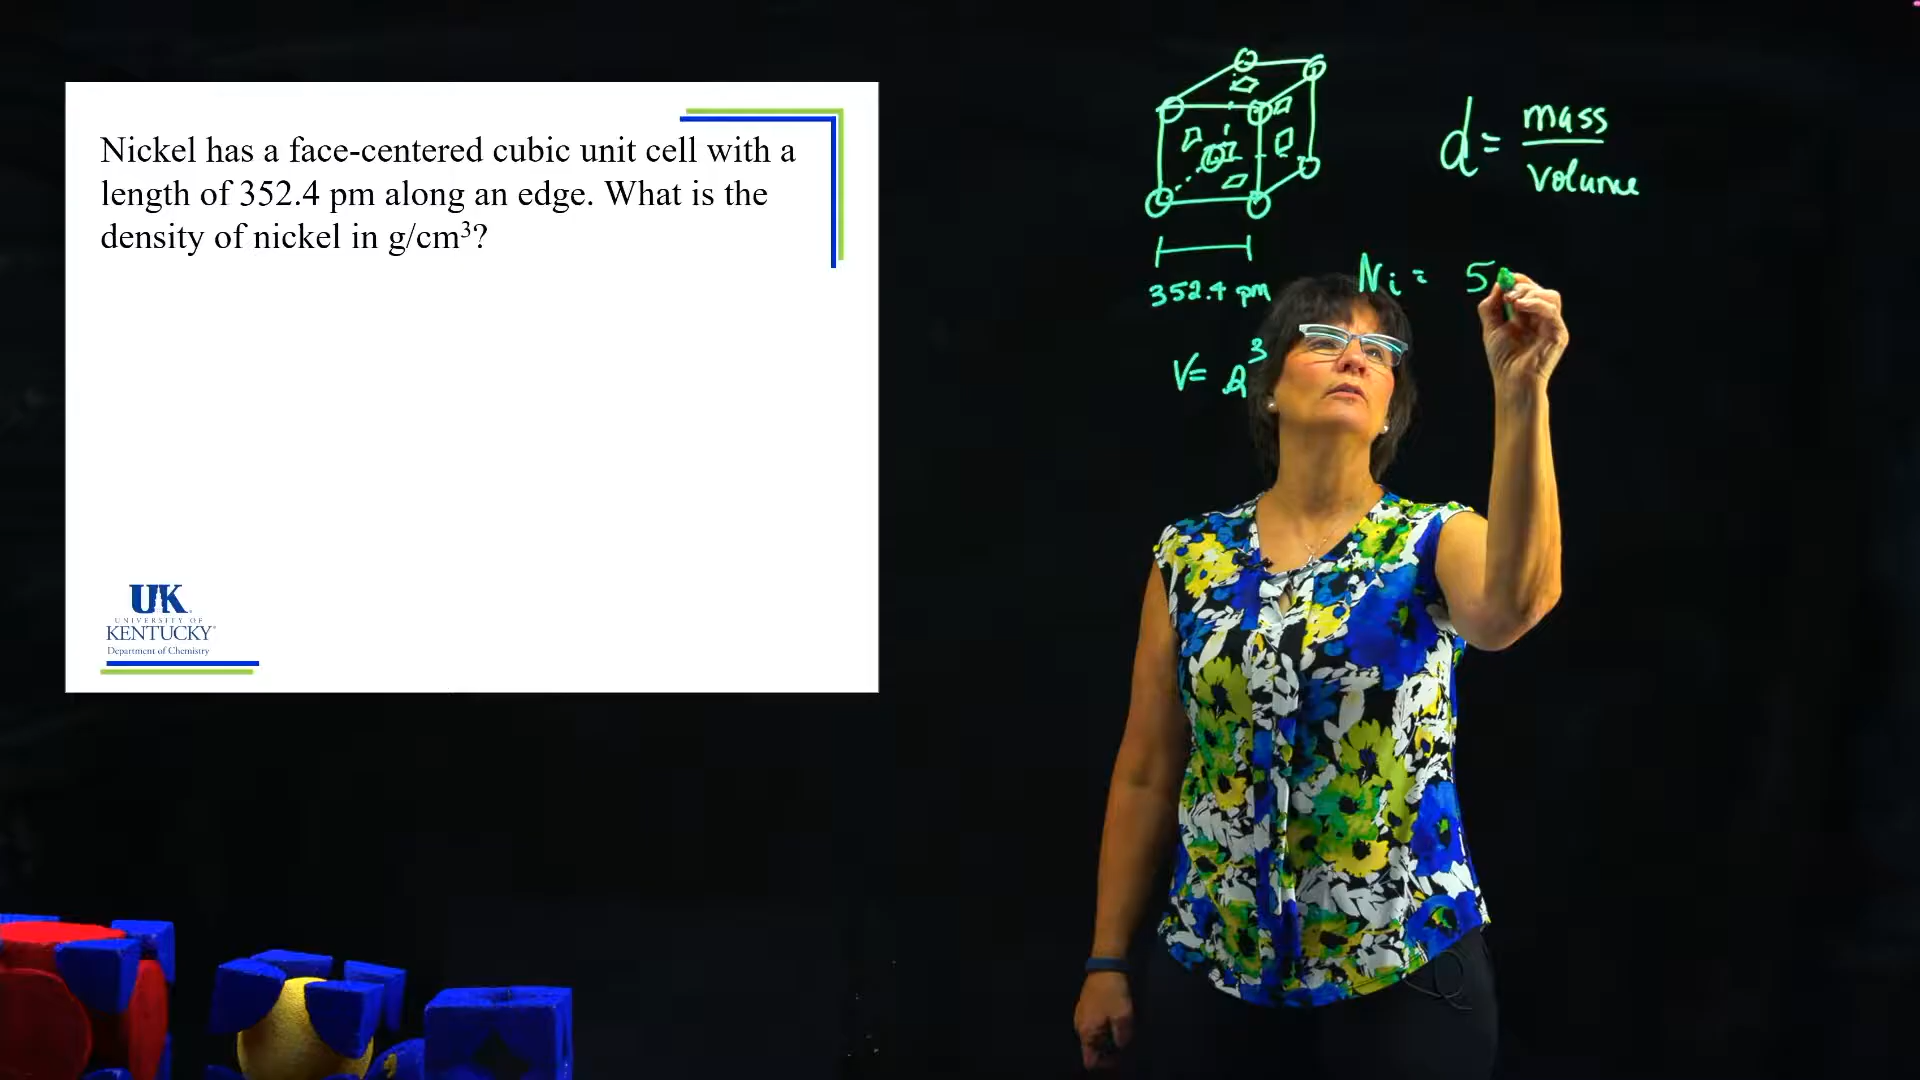 Nickel has a face-centered cubic unit cell with a
length of 352.4 pm along an edge. What is the
density of nickel in g/cm³?
UK
UNIVERSITY OF
KENTUCKY
Department of Chemistry
d = mass
volume
352.4 pm
Ni = 5
V=
3